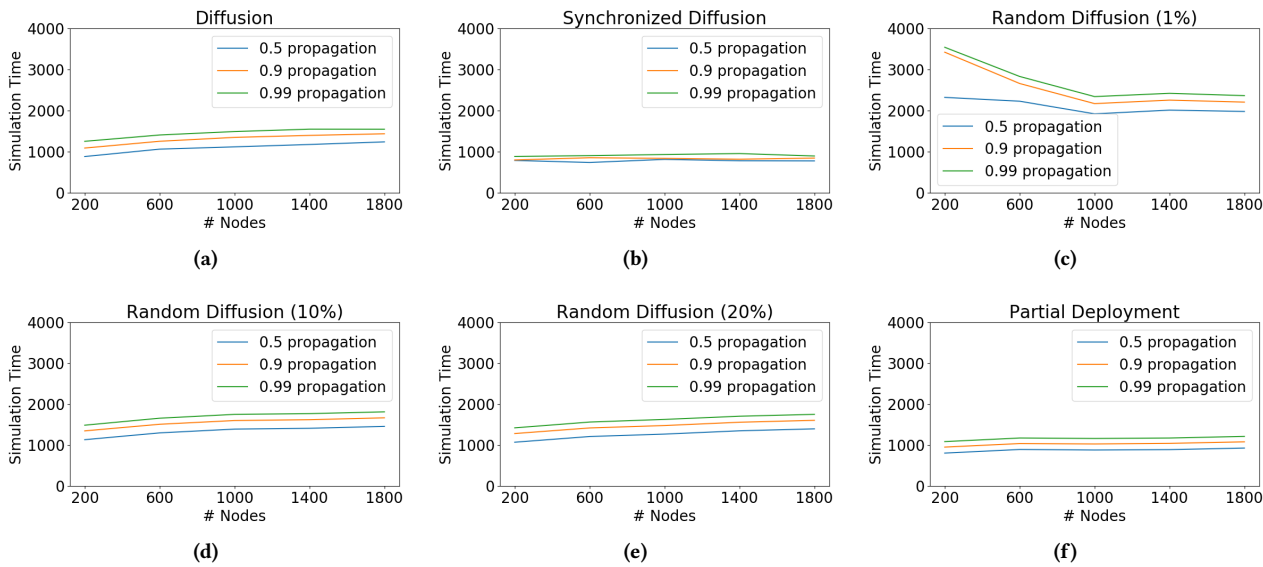 Diffusion
4000
3000
2000
1000
0
Simulation Time
0.5 propagation
0.9 propagation
0.99 propagation
200 600 1000 1400 1800
# Nodes
(a)
Synchronized Diffusion
4000
3000
2000
1000
0
Simulation Time
0.5 propagation
0.9 propagation
0.99 propagation
200 600 1000 1400 1800
# Nodes
(b)
Random Diffusion (1%)
4000
3000
2000
1000
0
Simulation Time
0.5 propagation
0.9 propagation
0.99 propagation
200 600 1000 1400 1800
# Nodes
(c)
Random Diffusion (10%)
4000
3000
2000
1000
0
Simulation Time
0.5 propagation
0.9 propagation
0.99 propagation
200 600 1000 1400 1800
# Nodes
(d)
Random Diffusion (20%)
4000
3000
2000
1000
0
Simulation Time
0.5 propagation
0.9 propagation
0.99 propagation
200 600 1000 1400 1800
# Nodes
(e)
Partial Deployment
4000
3000
2000
1000
0
Simulation Time
0.5 propagation
0.9 propagation
0.99 propagation
200 600 1000 1400 1800
# Nodes
(f)